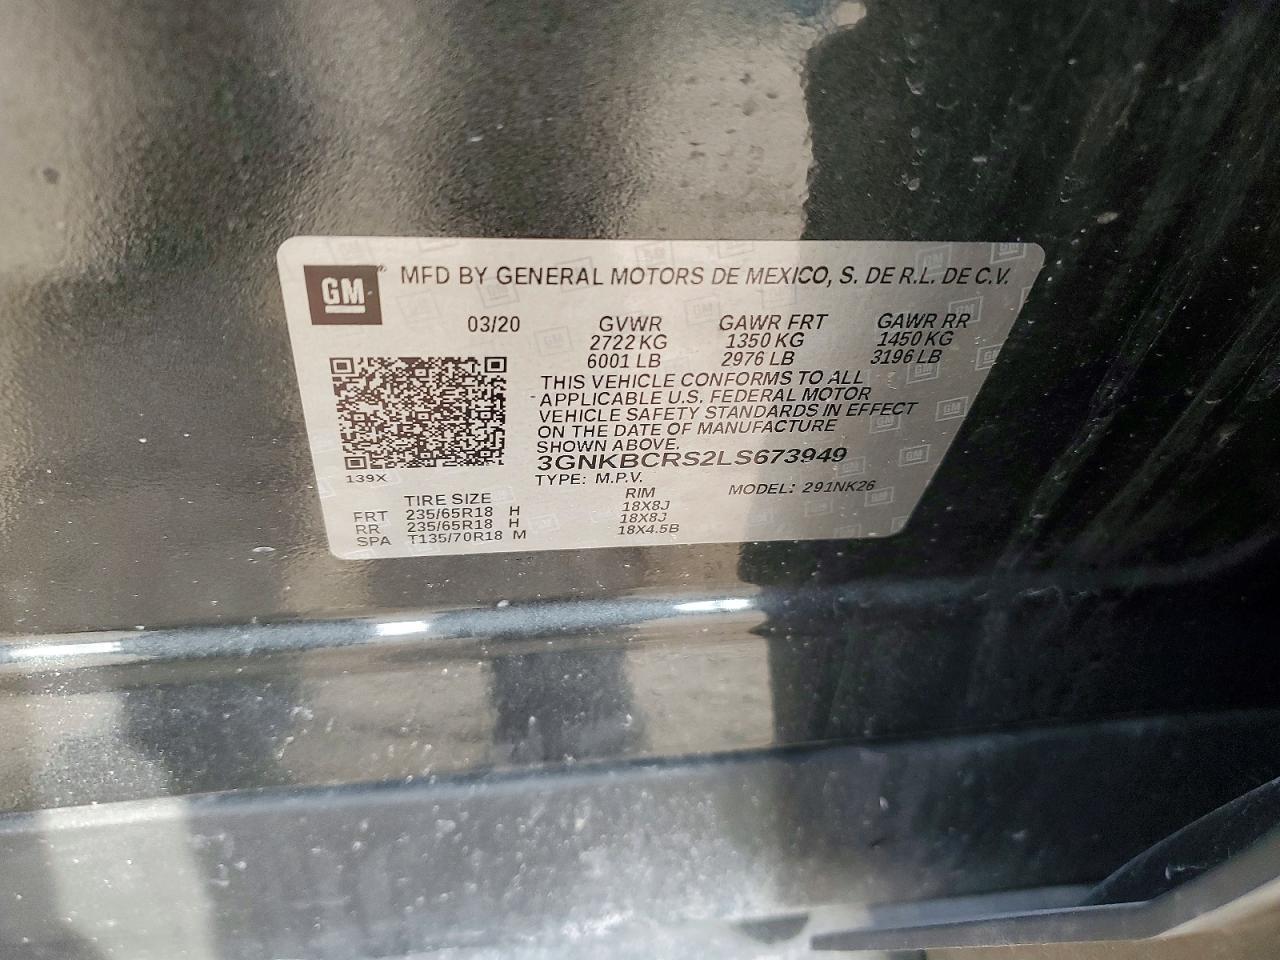 GM
MFD BY GENERAL MOTORS DE MEXICO, S. DE R.L. DE C.V.
03/20 GVWR GAWR FRT GAWR RR
2722 KG 1350 KG 1450 KG
6001 LB 2976 LB 3196 LB
THIS VEHICLE CONFORMS TO ALL
APPLICABLE U.S. FEDERAL MOTOR
VEHICLE SAFETY STANDARDS IN EFFECT
ON THE DATE OF MANUFACTURE
SHOWN ABOVE.
3GNKBCRS2LS673949
139X TYPE: M.P.V. MODEL: 291NK26
TIRE SIZE RIM
FRT 235/65R18 H 18X8J
RR 235/65R18 H 18X8J
SPA T135/70R18 M 18X4.5B